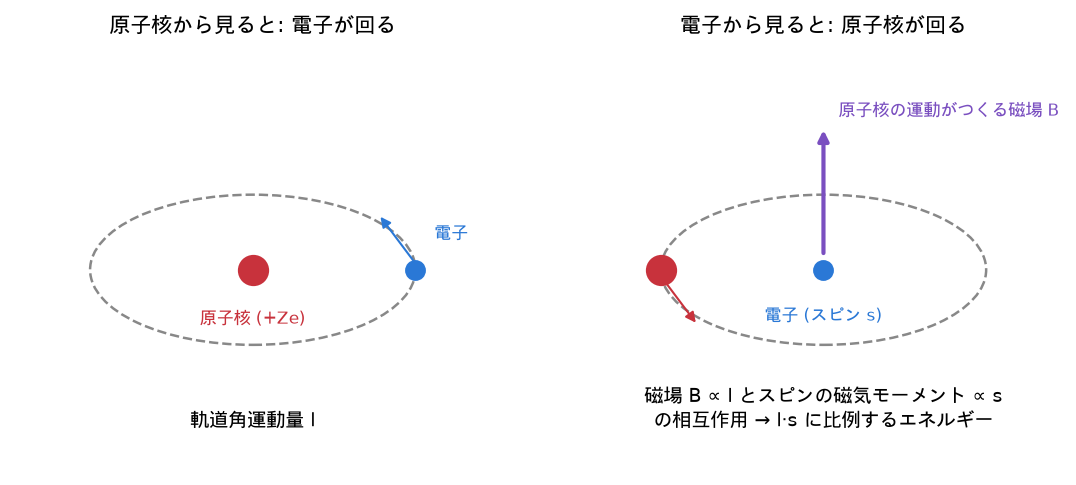 原子核から見ると: 電子が回る
電子
原子核 (+Ze)
軌道角運動量 l
電子から見ると: 原子核が回る
原子核の運動がつくる磁場 B
電子 (スピン s)
磁場 B ∝ l とスピンの磁気モーメント ∝ s
の相互作用 → l·s に比例するエネルギー